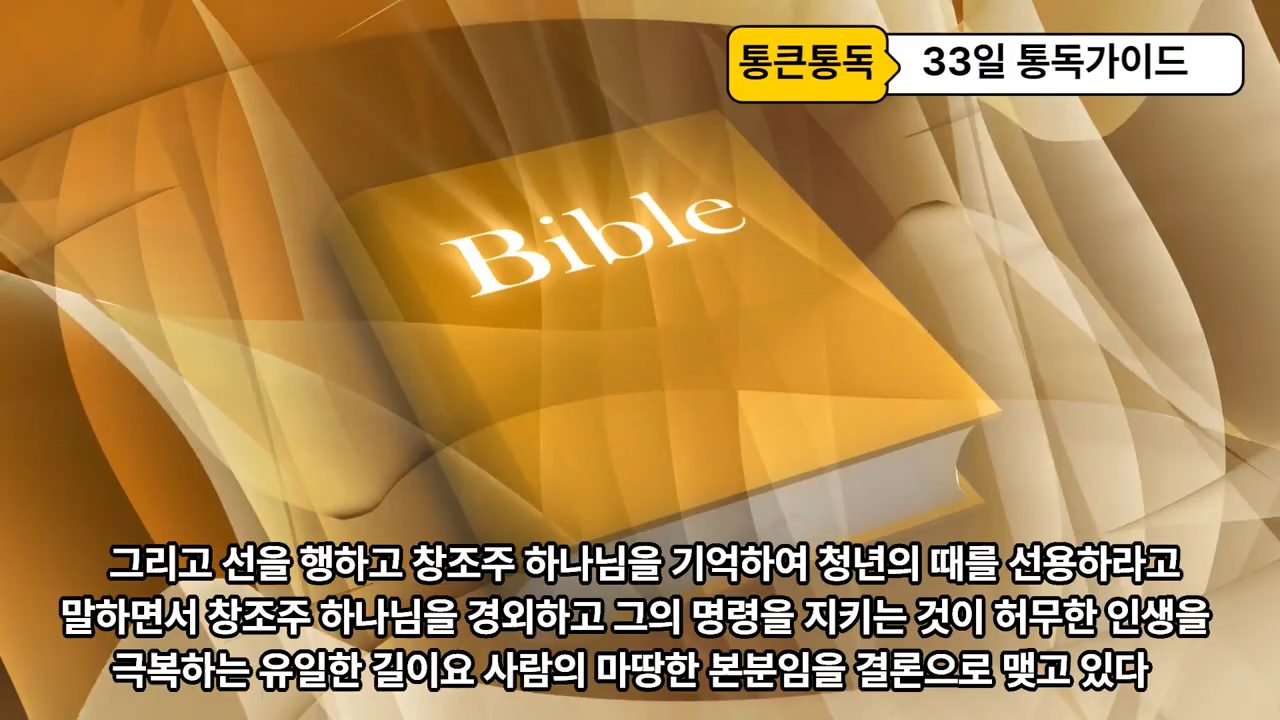 통큰통독 33일 통독가이드
Bible
그리고 선을 행하고 창조주 하나님을 기억하여 청년의 때를 선용하라고
말하면서 창조주 하나님을 경외하고 그의 명령을 지키는 것이 허무한 인생을
극복하는 유일한 길이요 사람의 마땅한 본분임을 결론으로 맺고 있다